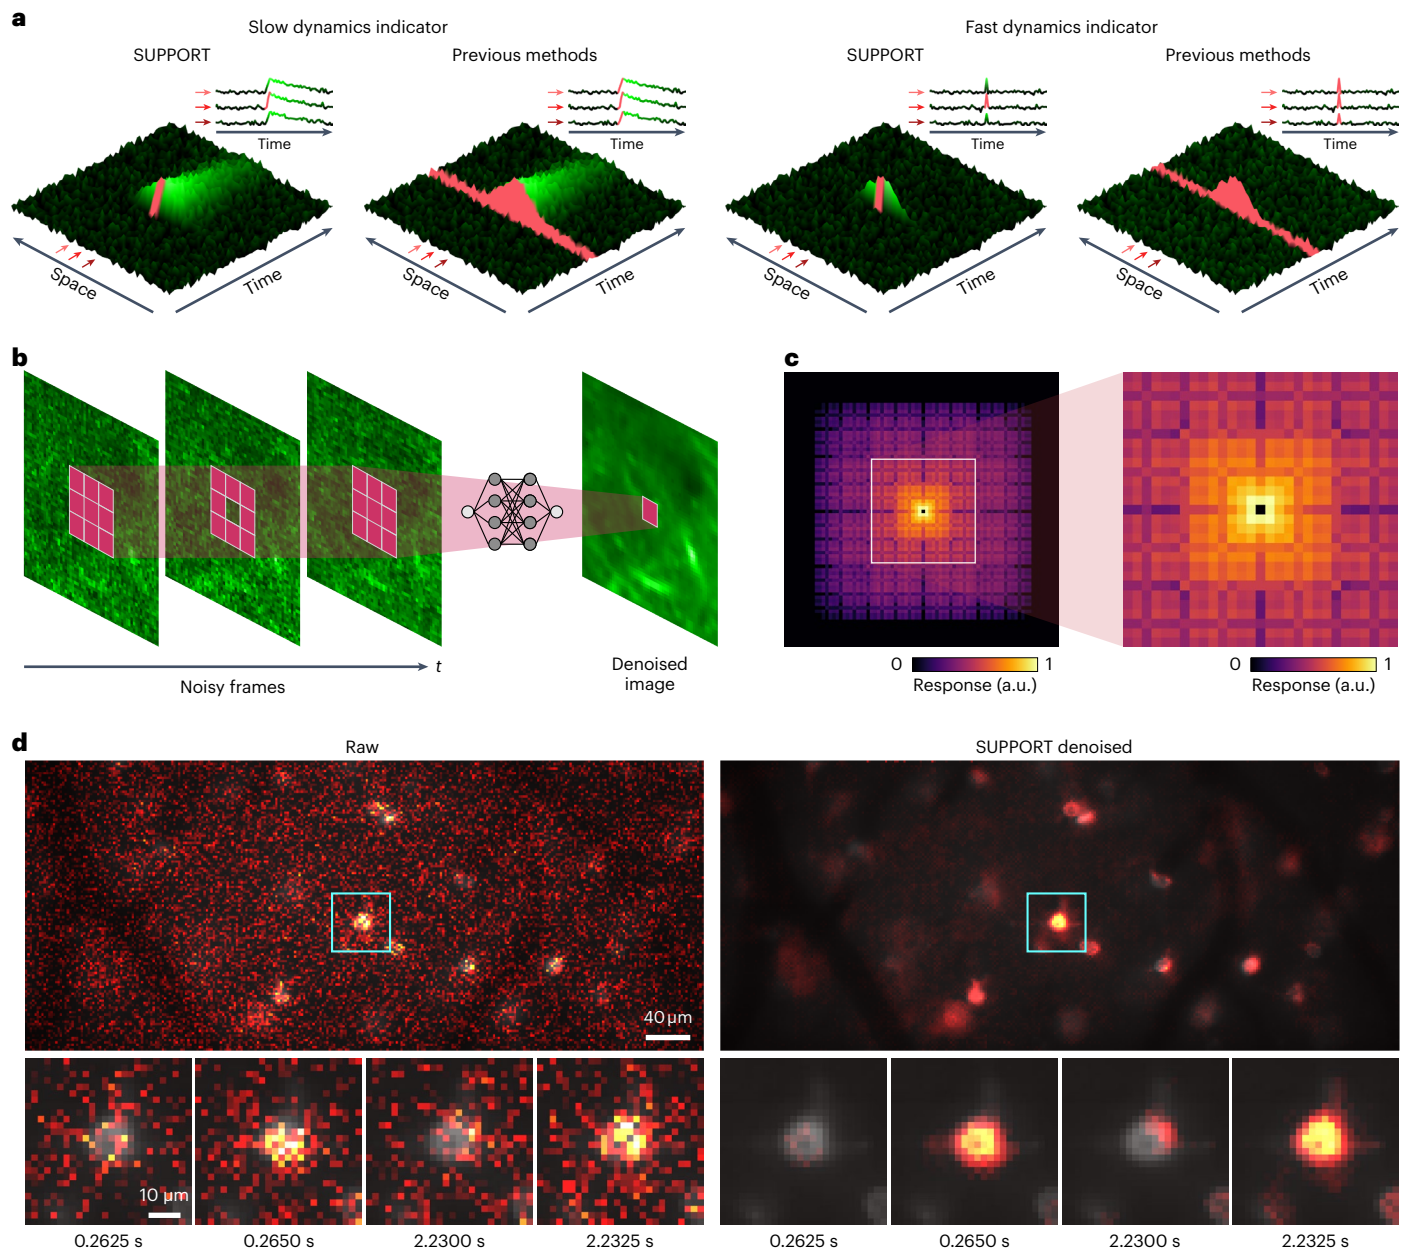 a
Slow dynamics indicator
Fast dynamics indicator
SUPPORT
Previous methods
SUPPORT
Previous methods
Time
Time
Time
Time
Space
Time
Space
Time
Space
Time
Space
Time
b
t
Noisy frames
Denoised
image
c
0
1
Response (a.u.)
0
1
Response (a.u.)
d
Raw
SUPPORT denoised
40 µm
10 µm
0.2625 s
0.2650 s
2.2300 s
2.2325 s
0.2625 s
0.2650 s
2.2300 s
2.2325 s